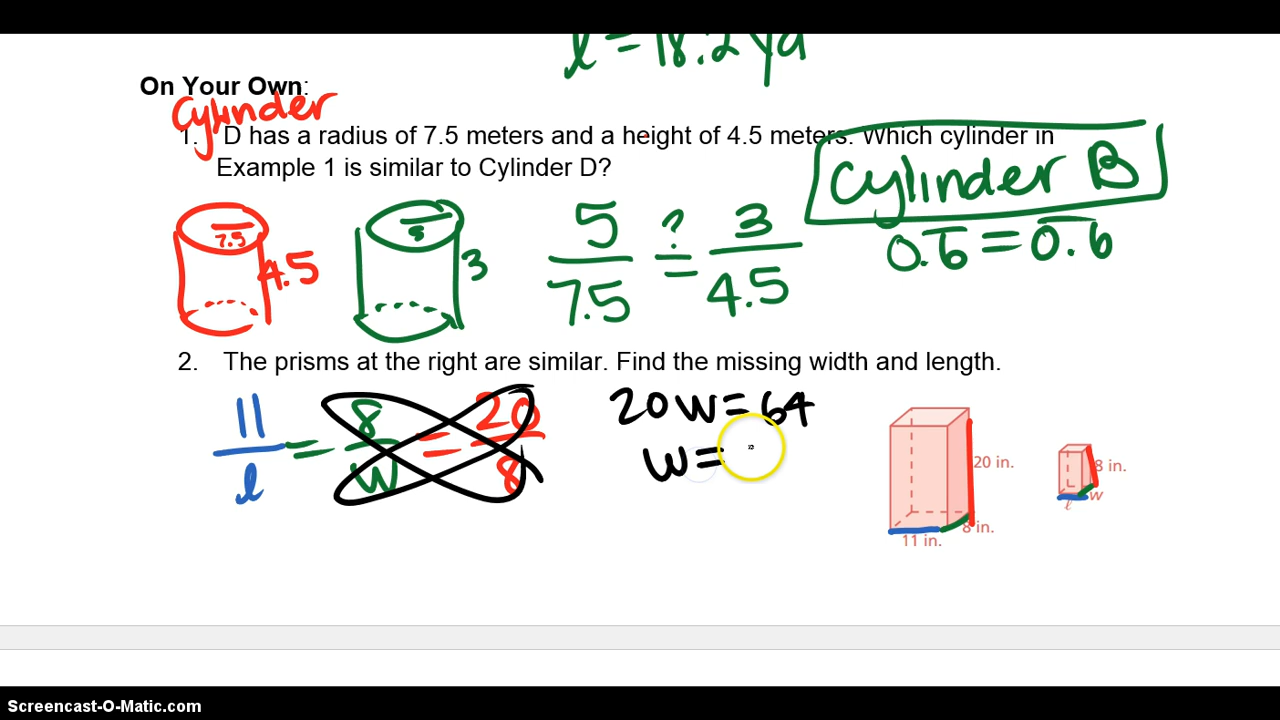 l = 18.2 yd
On Your Own:
Cylinder
1. D has a radius of 7.5 meters and a height of 4.5 meters. Which cylinder in
Example 1 is similar to Cylinder D?
Cylinder B
7.5
4.5
5
3
5/7.5 ≟ 3/4.5
0.6̅ = 0.6̅
2. The prisms at the right are similar. Find the missing width and length.
11/l = 8/w = 20/8
20w = 64
w =
20 in.
8 in.
11 in.
8 in.
w
l
Screencast-O-Matic.com